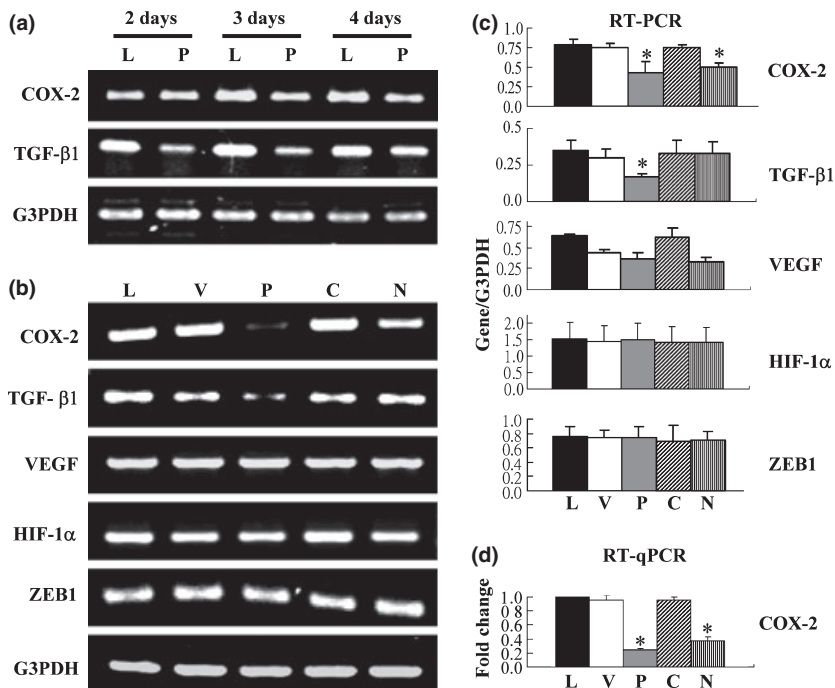 (a)
2 days 3 days 4 days
L P L P L P
COX-2
TGF-β1
G3PDH
(b)
L V P C N
COX-2
TGF- β1
VEGF
HIF-1α
ZEB1
G3PDH
(c)
RT-PCR
Gene/G3PDH
1.0
0.75
0.5
0.25
0.0
* *
COX-2
0.5
0.25
0.0
*
TGF-β1
0.75
0.5
0.25
0.0
VEGF
2.0
1.5
1.0
0.5
0.0
HIF-1α
1.0
0.8
0.6
0.4
0.2
0.0
ZEB1
L V P C N
(d)
RT-qPCR
Fold change
1.0
0.8
0.6
0.4
0.2
0.0
* *
COX-2
L V P C N